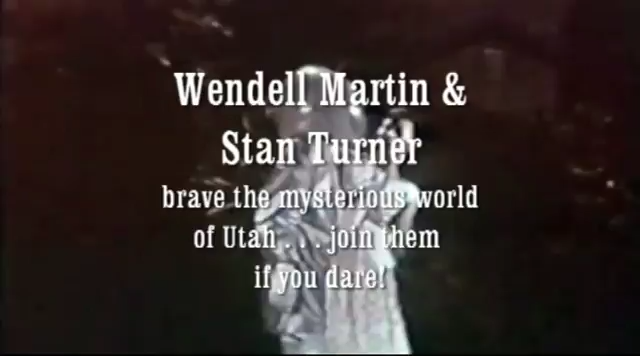 Wendell Martin &
Stan Turner
brave the mysterious world
of Utah . . . join them
if you dare!